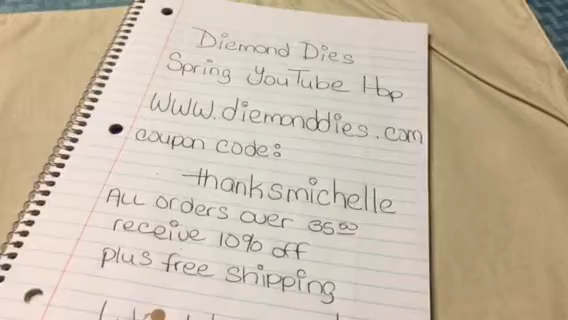 Diemond Dies
Spring YouTube Hop
www.diemonddies.com
coupon code:
thanksmichelle
ALL orders over 35.00
receive 10% off
plus free shipping